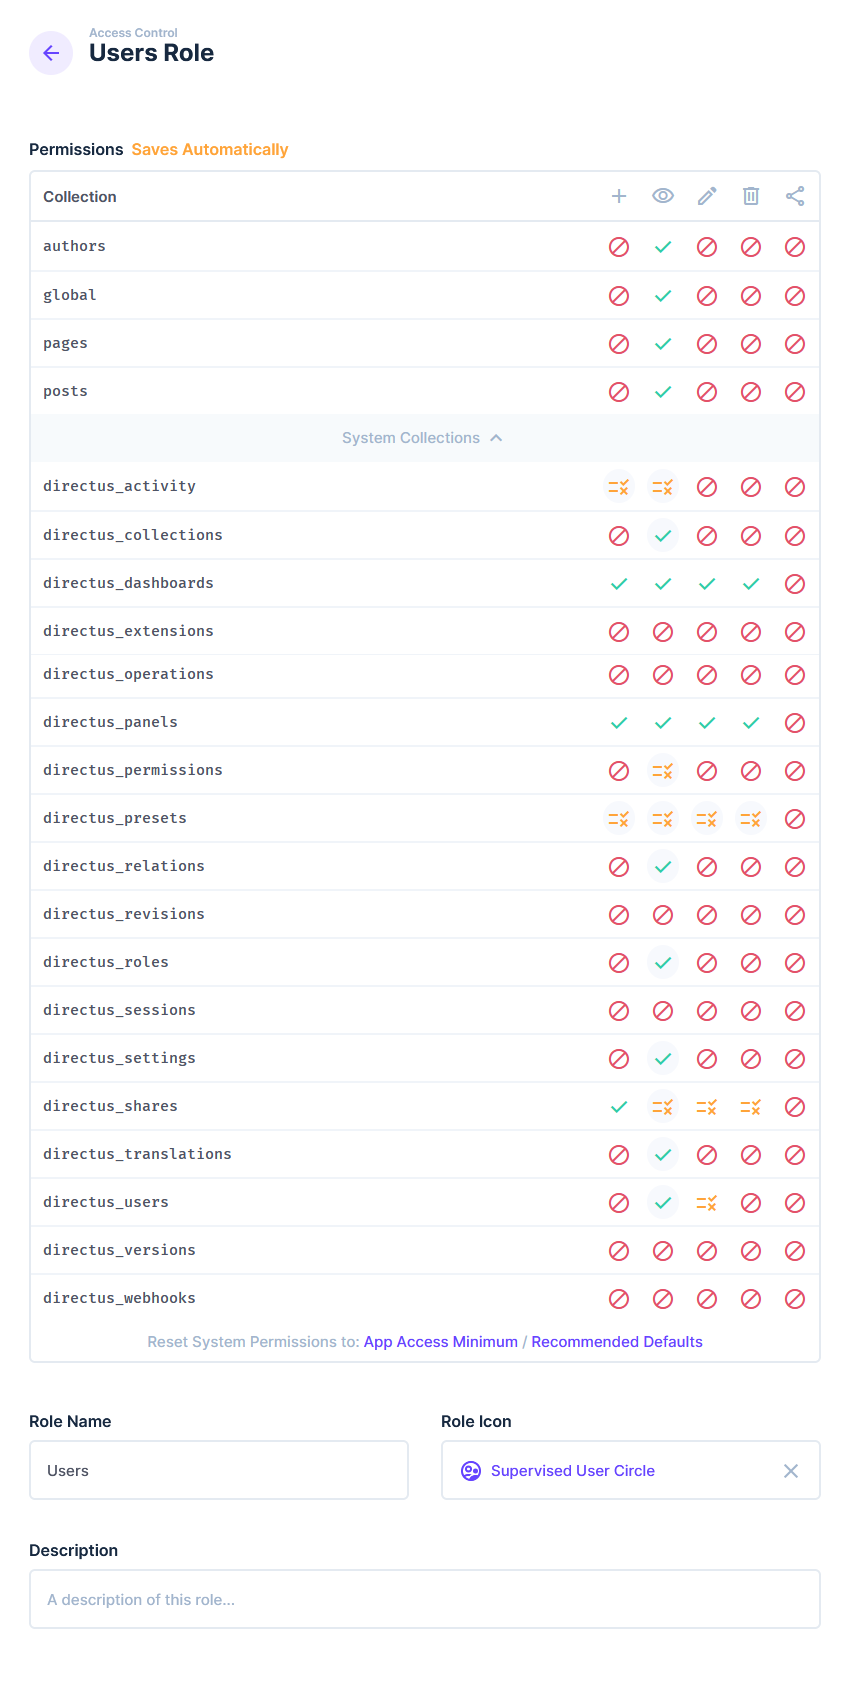 Access Control
Users Role
Permissions Saves Automatically
Collection
authors
global
pages
posts
System Collections
directus_activity
directus_collections
directus_dashboards
directus_extensions
directus_operations
directus_panels
directus_permissions
directus_presets
directus_relations
directus_revisions
directus_roles
directus_sessions
directus_settings
directus_shares
directus_translations
directus_users
directus_versions
directus_webhooks
Reset System Permissions to: App Access Minimum / Recommended Defaults
Role Name
Role Icon
Users
Supervised User Circle
Description
A description of this role...